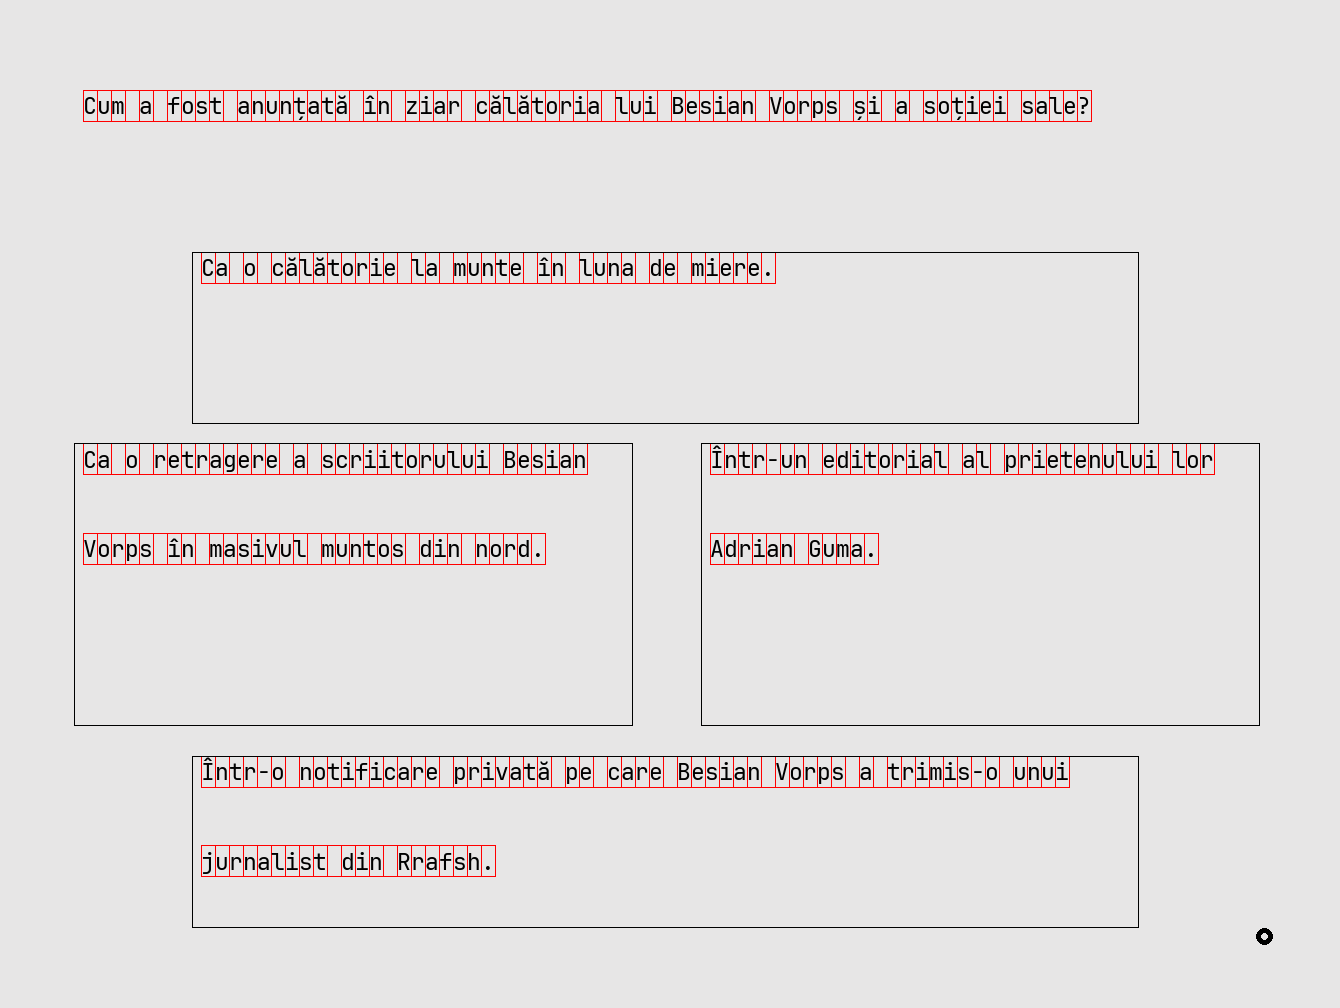 Cum a fost anunțată în ziar călătoria lui Besian Vorps și a soției sale?
Ca o călătorie la munte în luna de miere.
Ca o retragere a scriitorului Besian
Vorps în masivul muntos din nord.
Într-un editorial al prietenului lor
Adrian Guma.
Într-o notificare privată pe care Besian Vorps a trimis-o unui
jurnalist din Rrafsh.